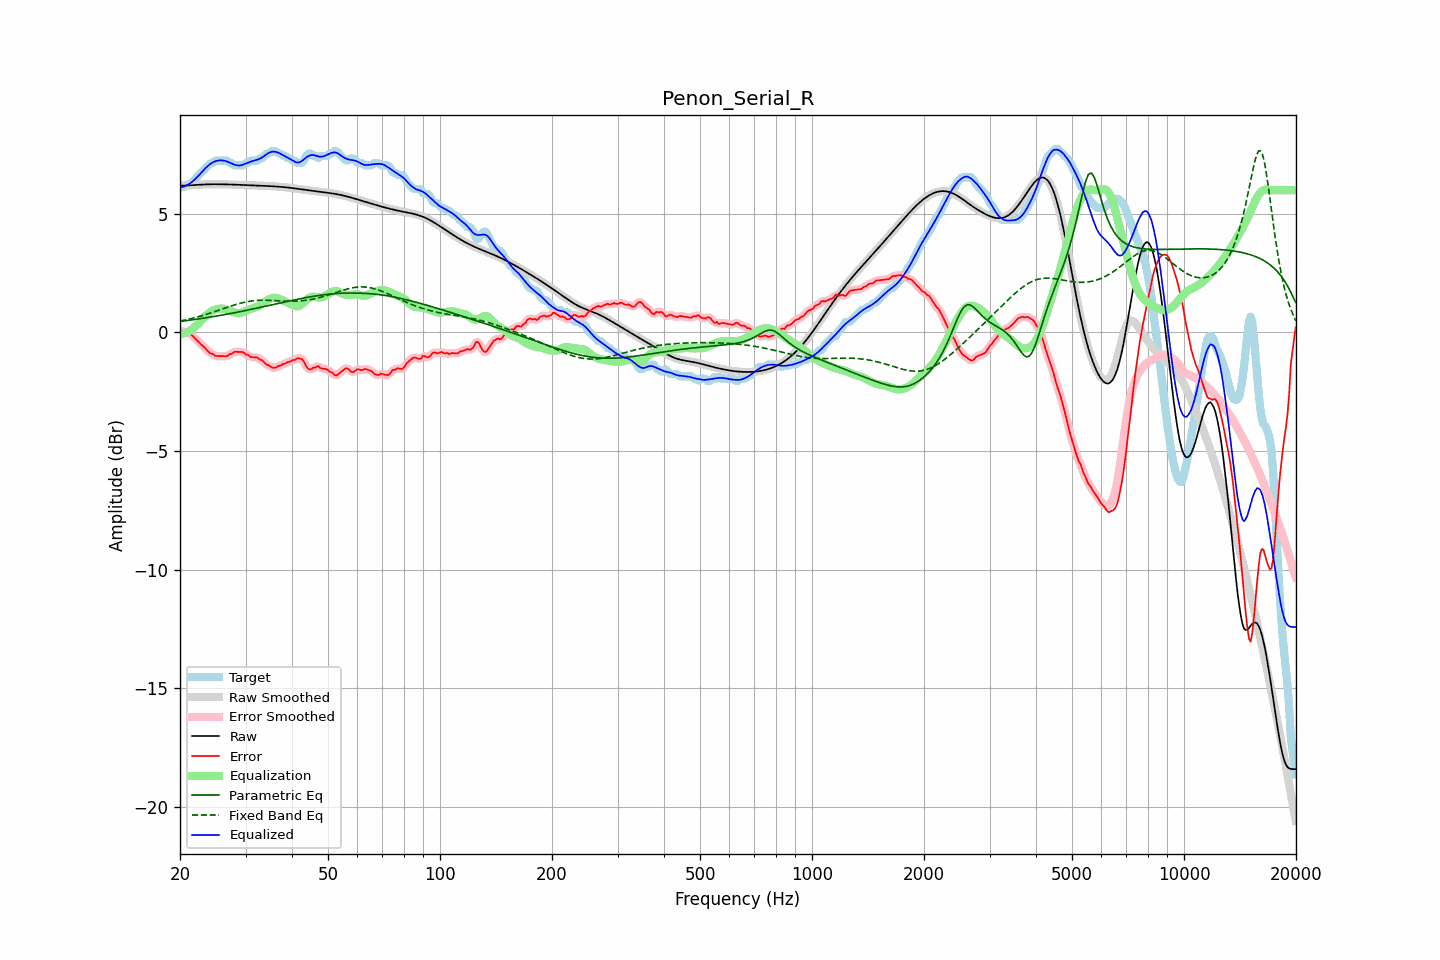 Penon_Serial_R
Amplitude (dBr)
5
0
−5
−10
−15
−20
Target
Raw Smoothed
Error Smoothed
Raw
Error
Equalization
Parametric Eq
Fixed Band Eq
Equalized
20 50 100 200 500 1000 2000 5000 10000 20000
Frequency (Hz)